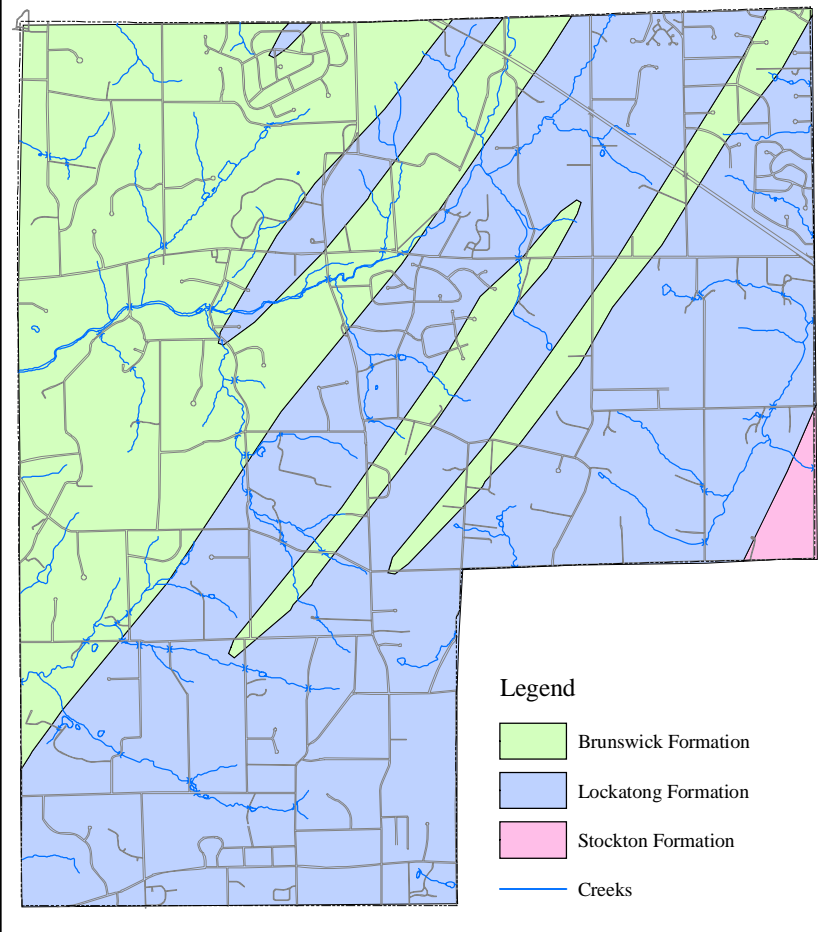 Legend
Brunswick Formation
Lockatong Formation
Stockton Formation
Creeks